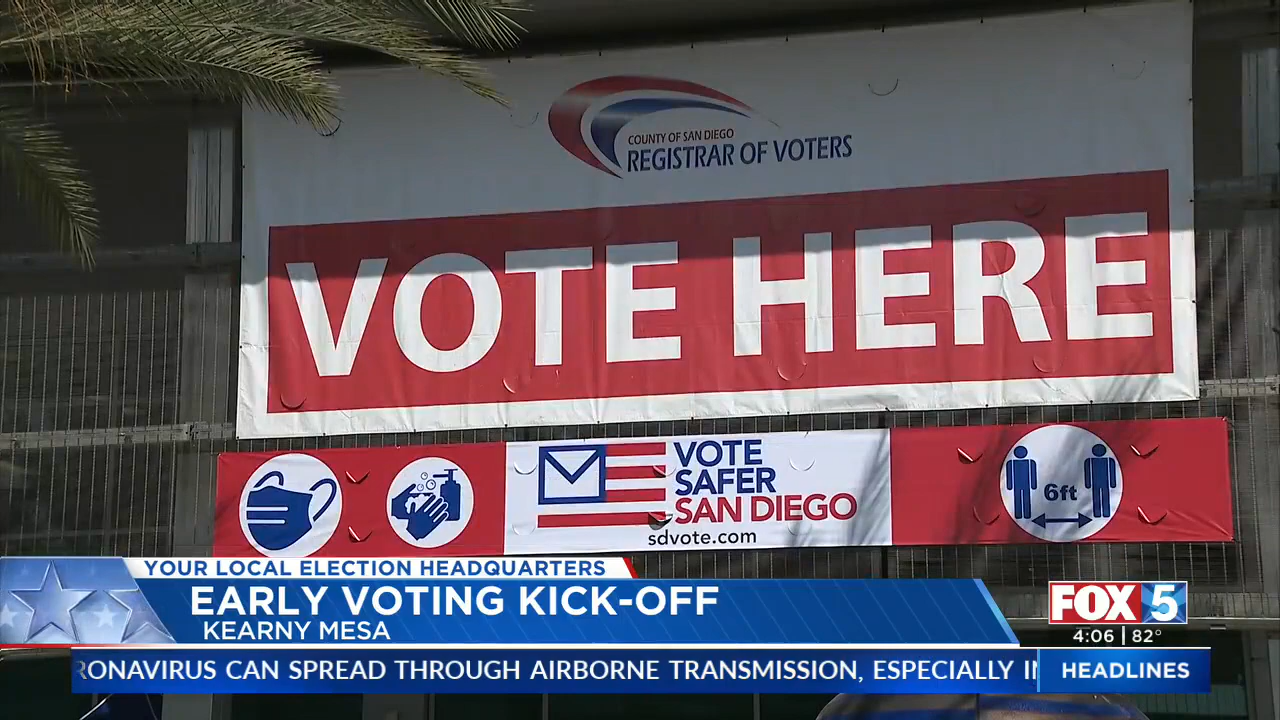 COUNTY OF SAN DIEGO
REGISTRAR OF VOTERS
VOTE HERE
VOTE
SAFER
SAN DIEGO
sdvote.com
6ft
YOUR LOCAL ELECTION HEADQUARTERS
EARLY VOTING KICK-OFF
KEARNY MESA
FOX 5
4:06 | 82°
RONAVIRUS CAN SPREAD THROUGH AIRBORNE TRANSMISSION, ESPECIALLY IN
HEADLINES